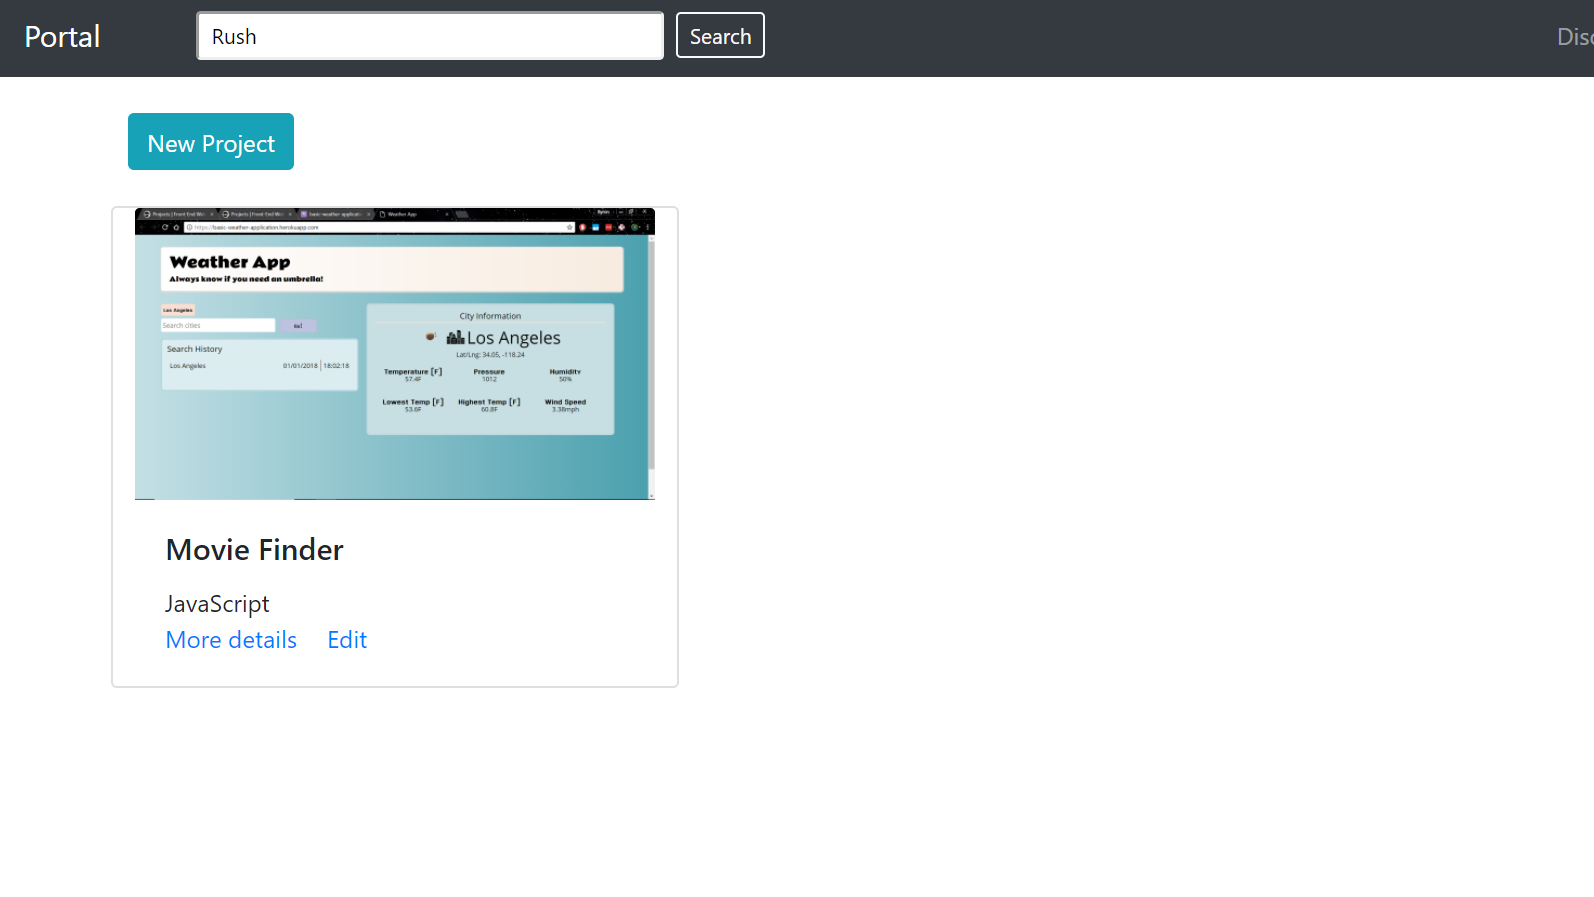 Portal
Rush
Search
Disc
New Project
Projects | Front End We
Projects | Front End We
basic-weather-applicati
Weather App
https://basic-weather-application.herokuapp.com
Weather App
Always know if you need an umbrella!
Los Angeles
Search cities
Search History
Los Angeles 01/01/2018 | 18:02:18
City Information
Los Angeles
Lat/Lng: 34.05, -118.24
Temperature [F] Pressure Humidity
57.4F 1012 50%
Lowest Temp [F] Highest Temp [F] Wind Speed
53.6F 60.8F 3.38mph
Movie Finder
JavaScript
More details Edit